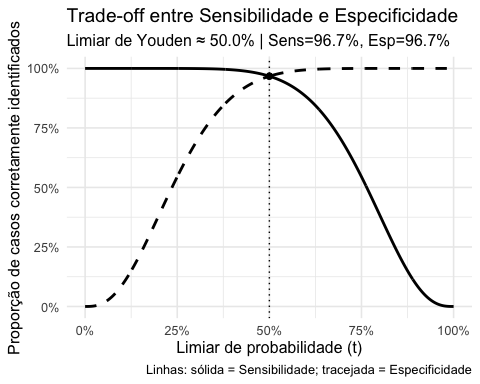 Trade-off entre Sensibilidade e Especificidade
Limiar de Youden ≈ 50.0% | Sens=96.7%, Esp=96.7%
Proporção de casos corretamente identificados
100%
75%
50%
25%
0%
0%
25%
50%
75%
100%
Limiar de probabilidade (t)
Linhas: sólida = Sensibilidade; tracejada = Especificidade